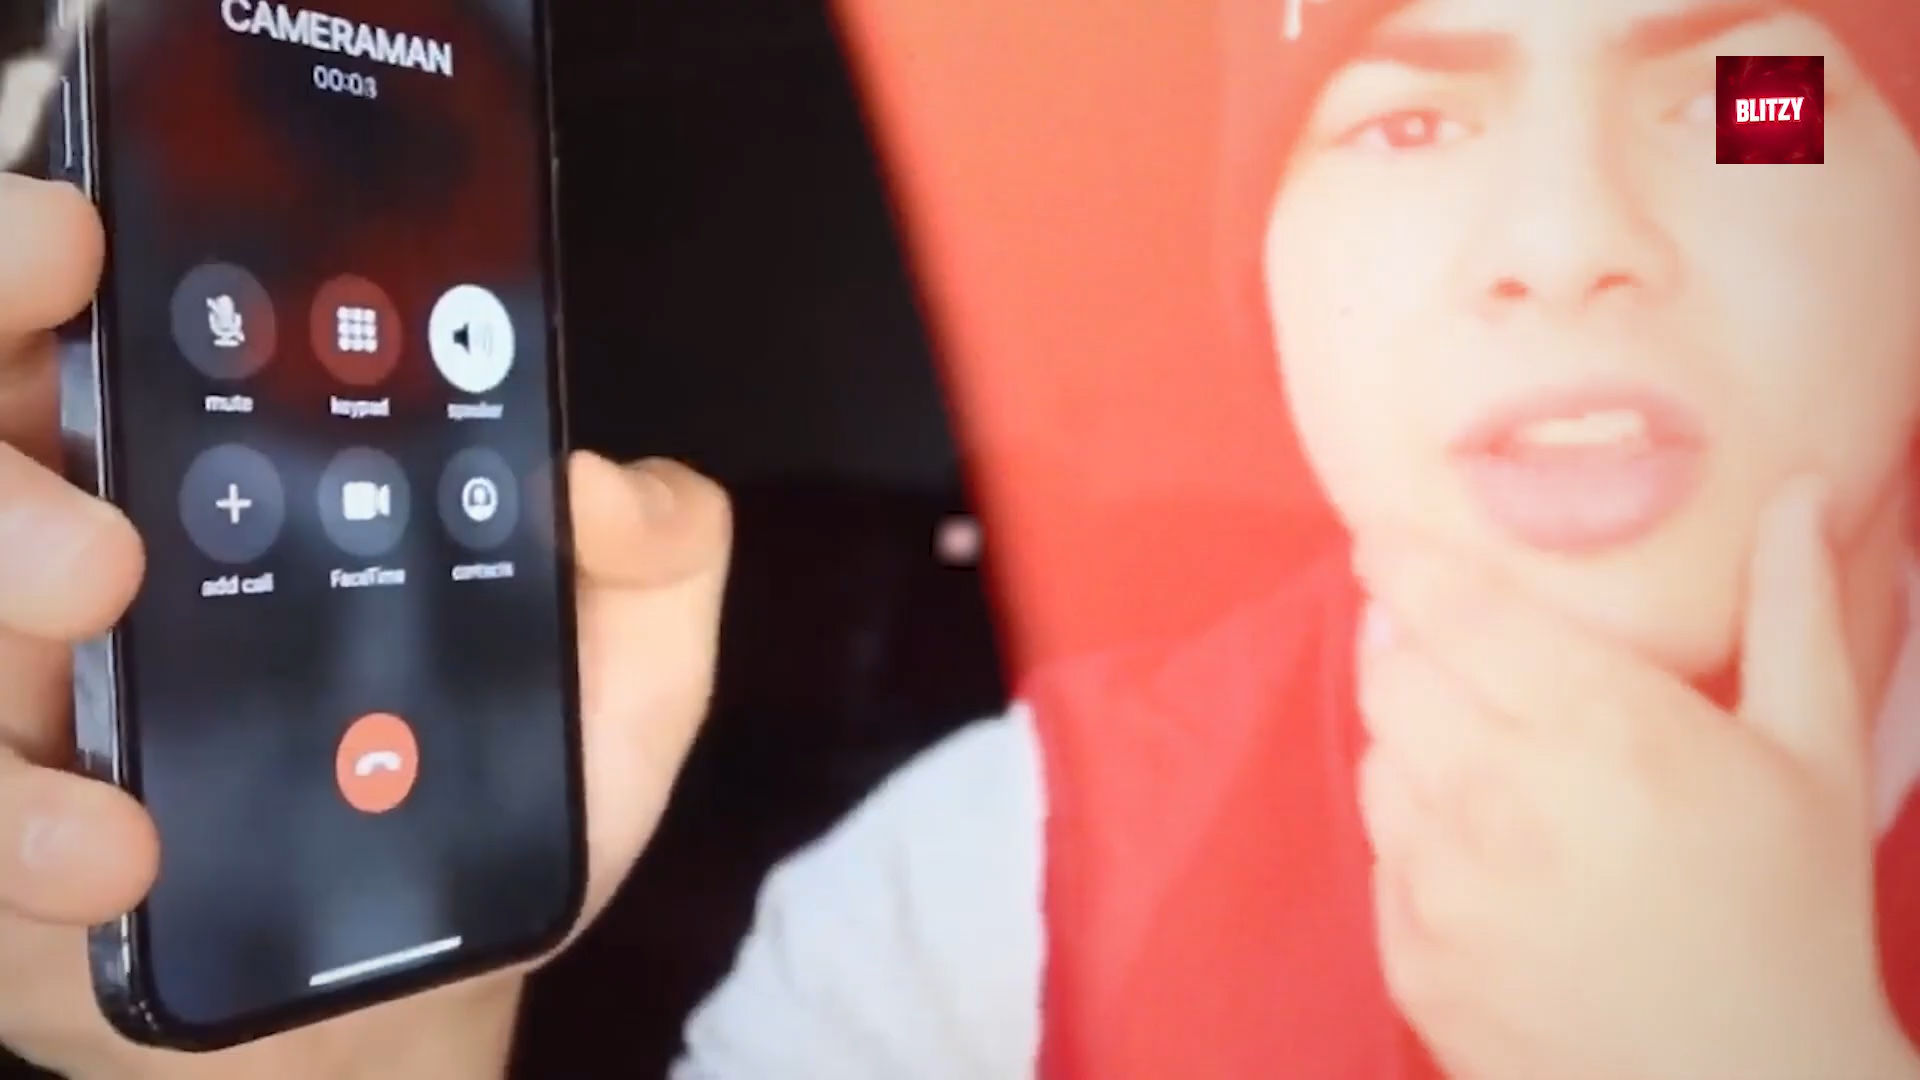 CAMERAMAN
00:03
BLITZY
mute
keypad
speaker
add call
FaceTime
contacts